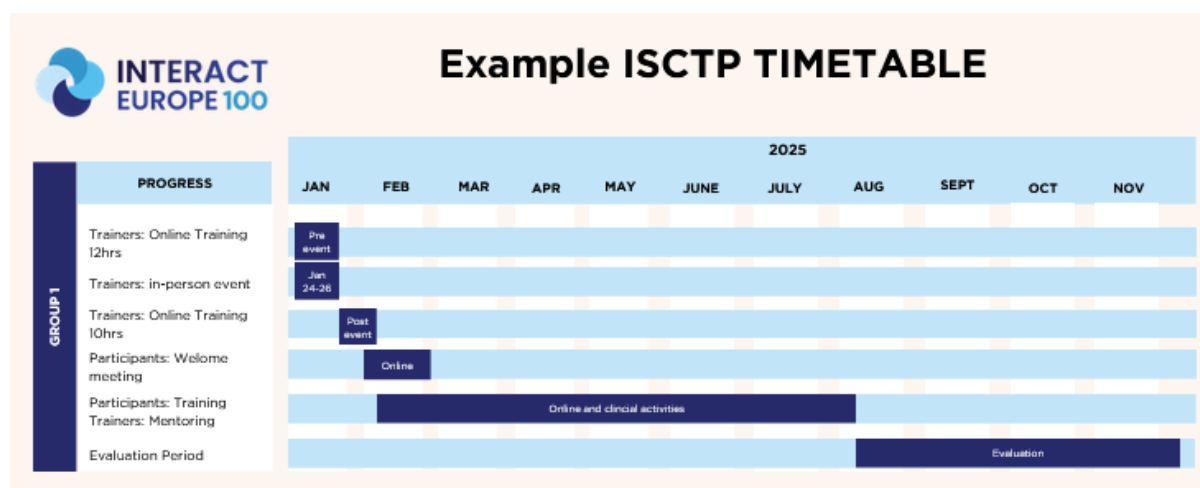 INTERACT
EUROPE 100
Example ISCTP TIMETABLE
2025
PROGRESS
JAN FEB MAR APR MAY JUNE JULY AUG SEPT OCT NOV
GROUP 1
Trainers: Online Training
12hrs
Pre
event
Trainers: in-person event
Jan
24-26
Trainers: Online Training
10hrs
Post
event
Participants: Welome
meeting
Online
Participants: Training
Trainers: Mentoring
Online and clincial activities
Evaluation Period
Evaluation